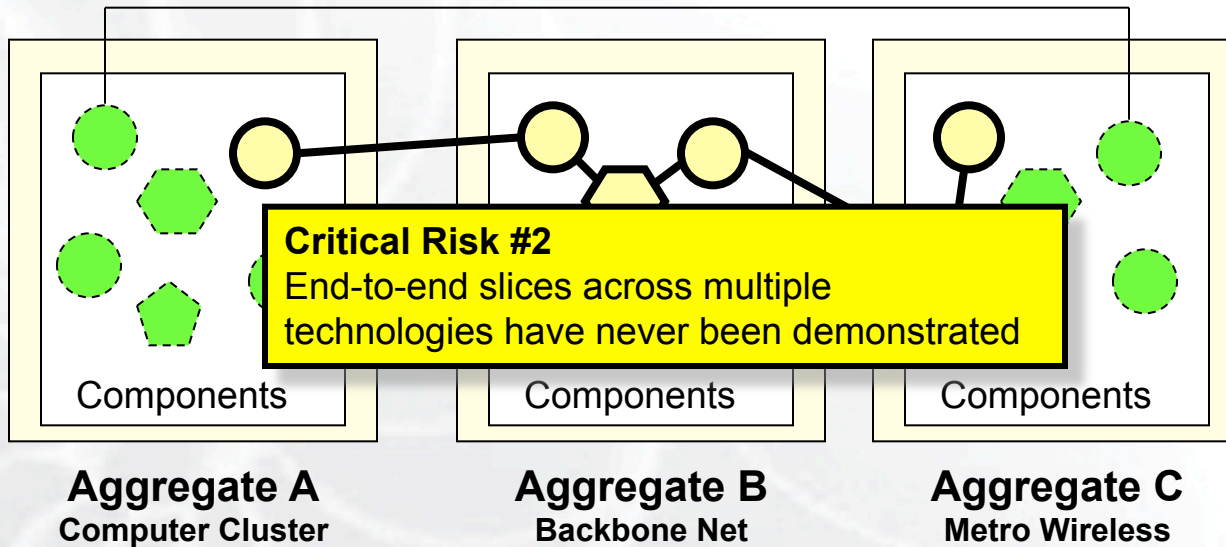 Critical Risk #2
End-to-end slices across multiple
technologies have never been demonstrated
Components
Components
Components
Aggregate A
Computer Cluster
Aggregate B
Backbone Net
Aggregate C
Metro Wireless